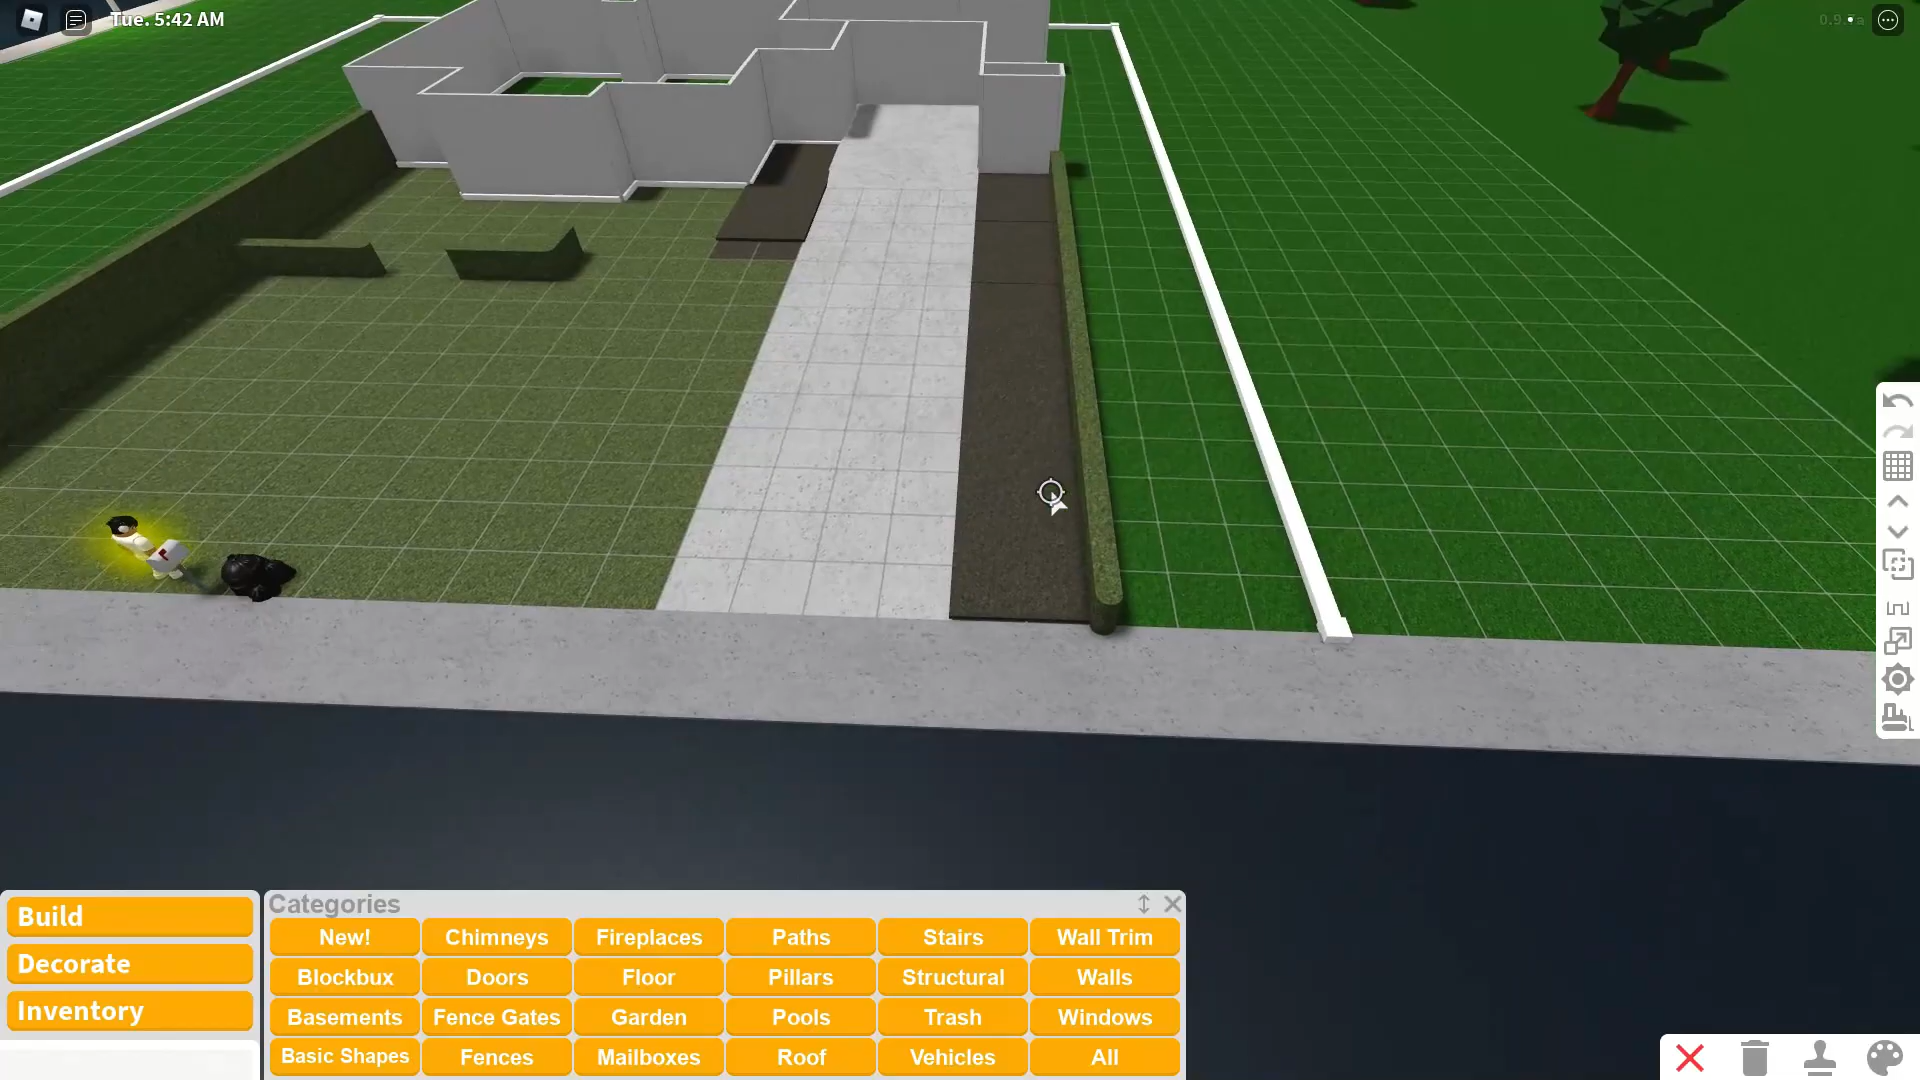 Tue. 5:42 AM
Build
Decorate
Inventory
Categories
New! Chimneys Fireplaces Paths Stairs Wall Trim
Blockbux Doors Floor Pillars Structural Walls
Basements Fence Gates Garden Pools Trash Windows
Basic Shapes Fences Mailboxes Roof Vehicles All